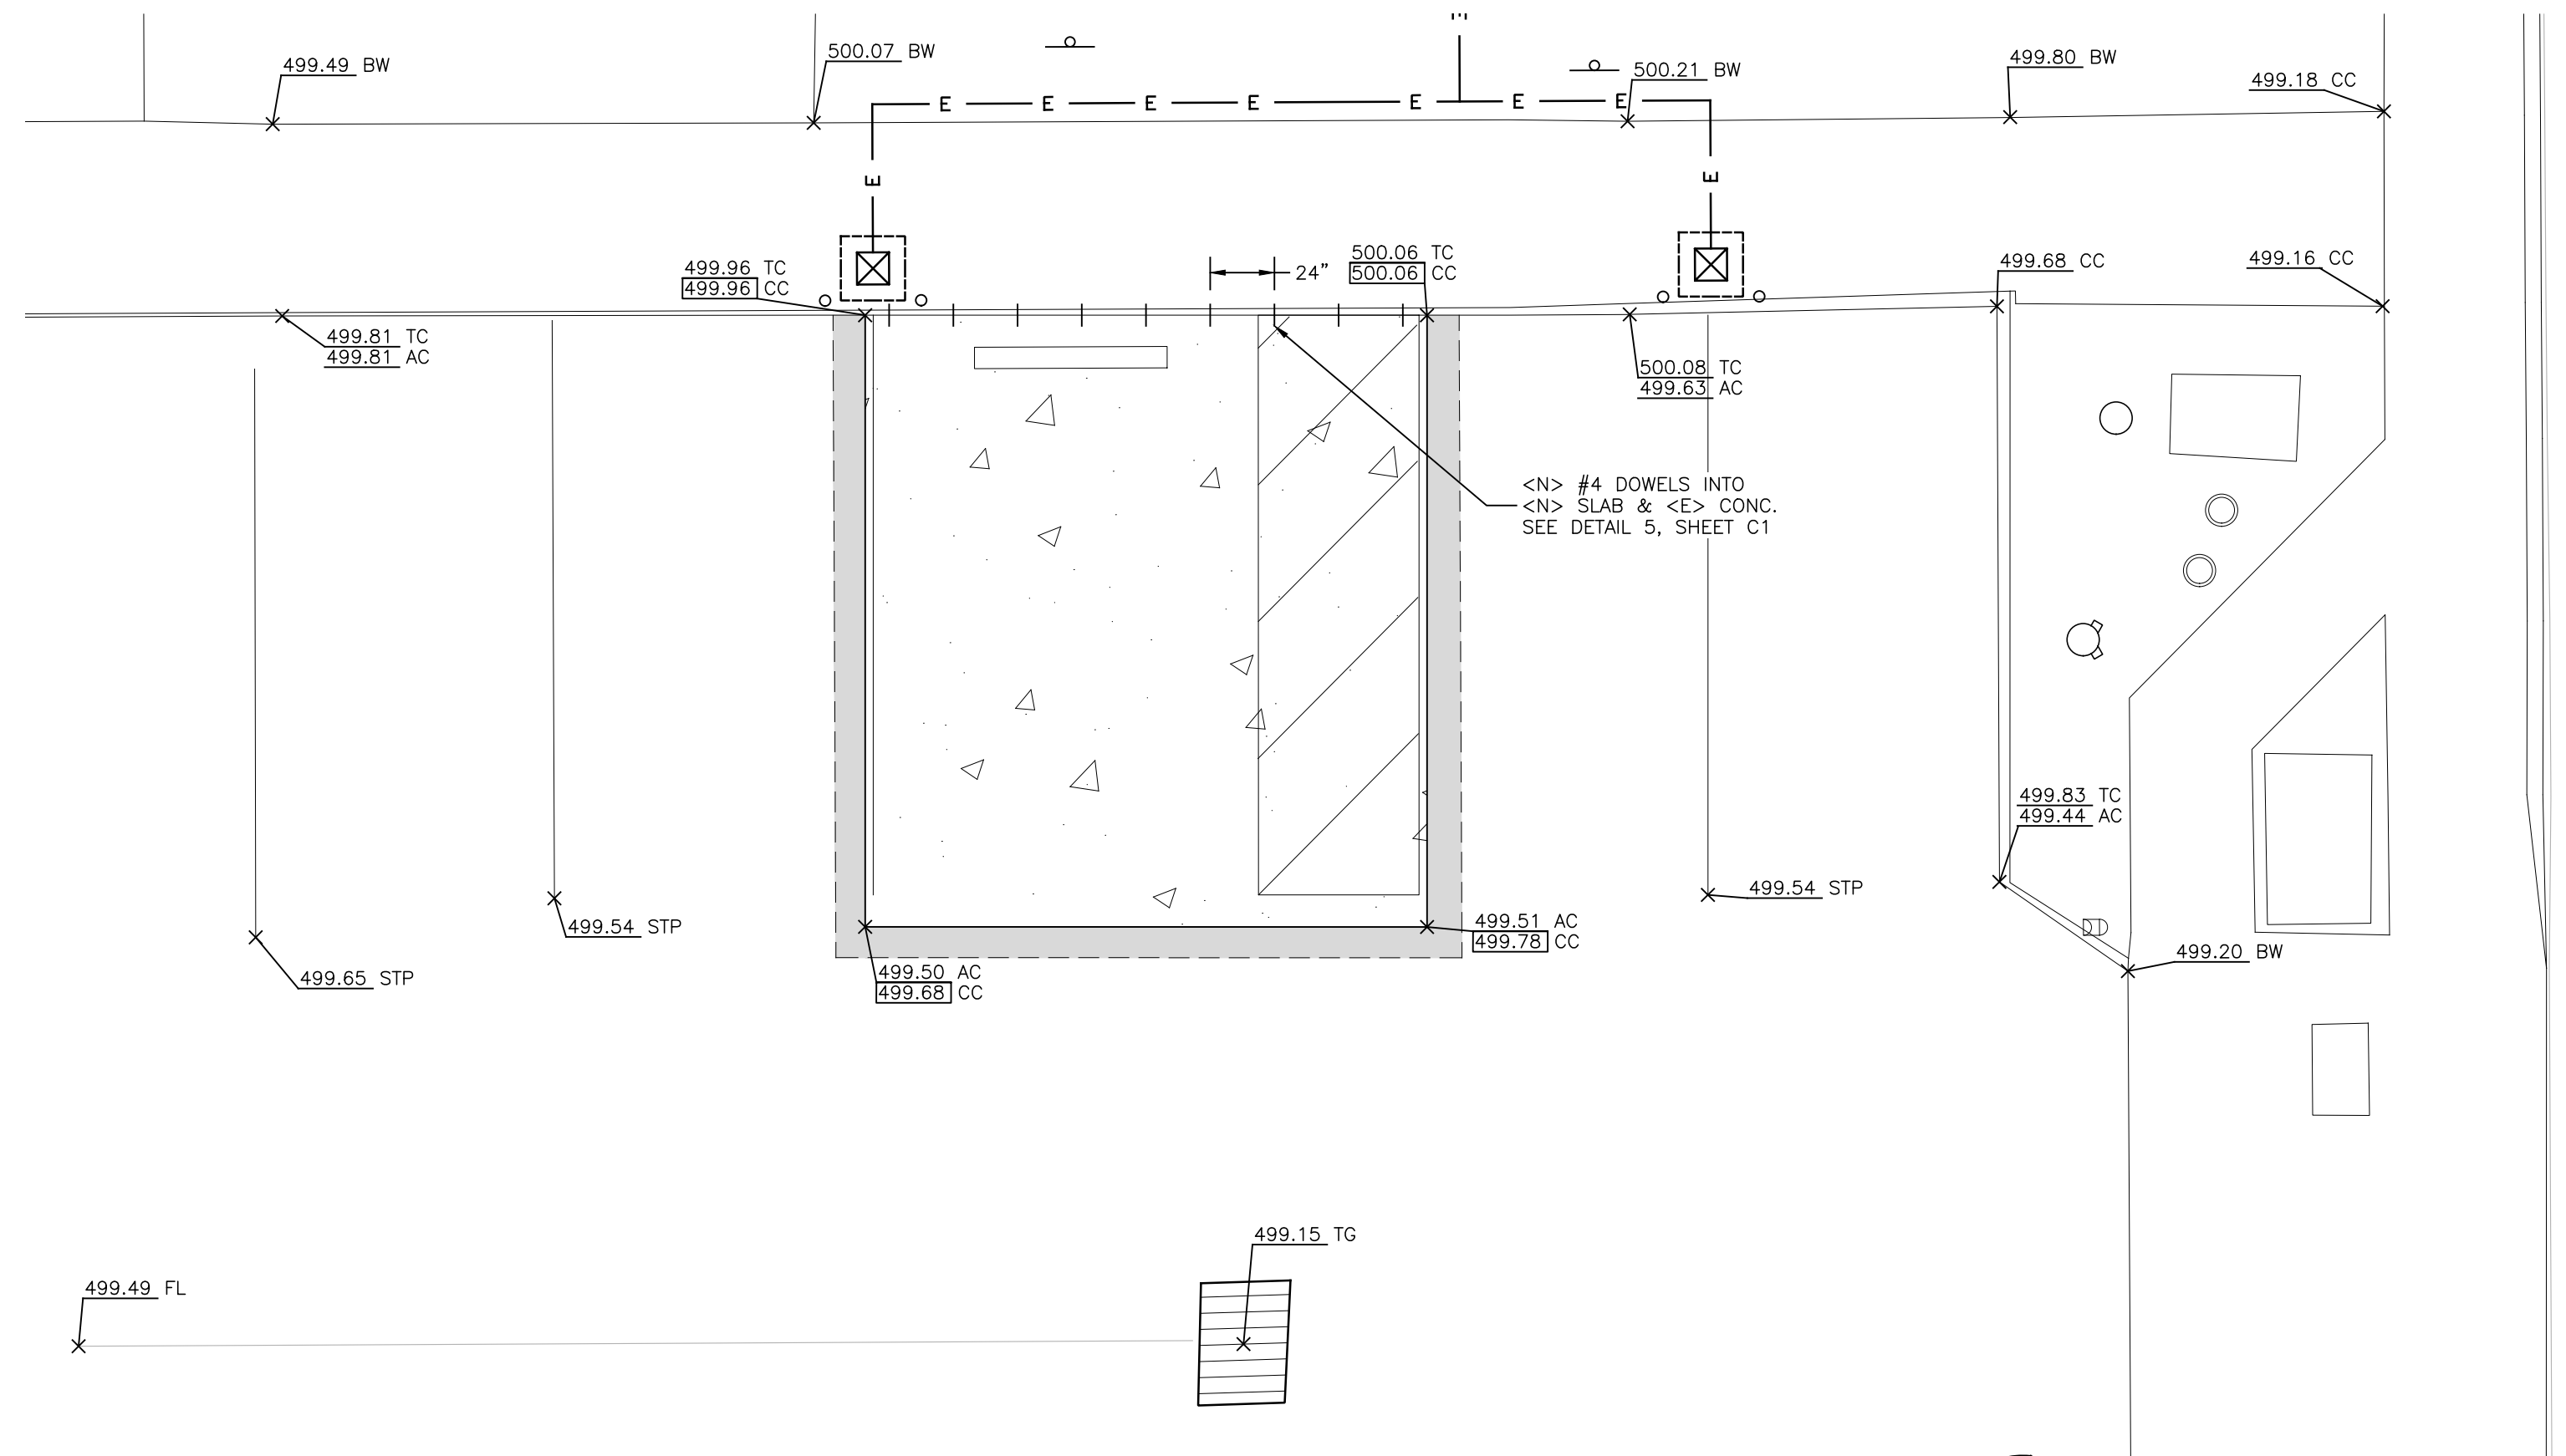 499.49 BW
500.07 BW
500.21 BW
499.80 BW
499.18 CC
E E E E E E E
E
E
499.96 TC
499.96 CC
24"
500.06 TC
500.06 CC
499.68 CC
499.16 CC
499.81 TC
499.81 AC
500.08 TC
499.63 AC
<N> #4 DOWELS INTO
<N> SLAB & <E> CONC.
SEE DETAIL 5, SHEET C1
499.83 TC
499.44 AC
499.54 STP
499.54 STP
499.51 AC
499.78 CC
499.20 BW
499.65 STP
499.50 AC
499.68 CC
499.15 TG
499.49 FL